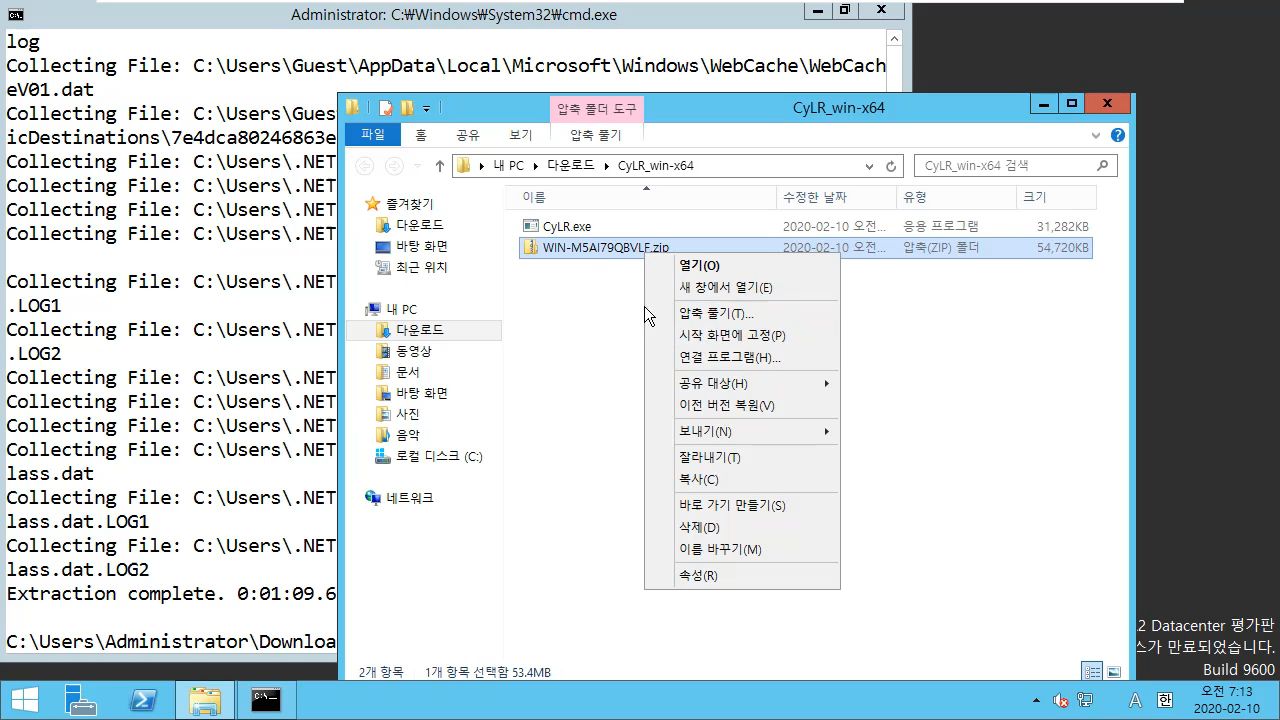 Administrator: C:₩Windows₩System32₩cmd.exe
log
Collecting File: C:\Users\Guest\AppData\Local\Microsoft\Windows\WebCache\WebCach
eV01.dat
Collecting File: C:\Users\Gues
icDestinations\7e4dca80246863e
Collecting File: C:\Users\.NET
Collecting File: C:\Users\.NET
Collecting File: C:\Users\.NET
Collecting File: C:\Users\.NET
Collecting File: C:\Users\.NET
.LOG1
Collecting File: C:\Users\.NET
.LOG2
Collecting File: C:\Users\.NET
Collecting File: C:\Users\.NET
Collecting File: C:\Users\.NET
Collecting File: C:\Users\.NET
lass.dat
Collecting File: C:\Users\.NET
lass.dat.LOG1
Collecting File: C:\Users\.NET
lass.dat.LOG2
Extraction complete. 0:01:09.6
C:\Users\Administrator\Downloa
압축 폴더 도구
CyLR_win-x64
파일
홈
공유
보기
압축 풀기
내 PC
다운로드
CyLR_win-x64
CyLR_win-x64 검색
즐겨찾기
다운로드
바탕 화면
최근 위치
내 PC
다운로드
동영상
문서
바탕 화면
사진
음악
로컬 디스크 (C:)
네트워크
이름 수정한 날짜 유형 크기
CyLR.exe 2020-02-10 오전... 응용 프로그램 31,282KB
WIN-M5AI79QBVLF.zip 2020-02-10 오전... 압축(ZIP) 폴더 54,720KB
열기(O)
새 창에서 열기(E)
압축 풀기(T)...
시작 화면에 고정(P)
연결 프로그램(H)...
공유 대상(H)
이전 버전 복원(V)
보내기(N)
잘라내기(T)
복사(C)
바로 가기 만들기(S)
삭제(D)
이름 바꾸기(M)
속성(R)
2개 항목 1개 항목 선택함 53.4MB
.2 Datacenter 평가판
스가 만료되었습니다.
Build 9600
A
한
오전 7:13
2020-02-10